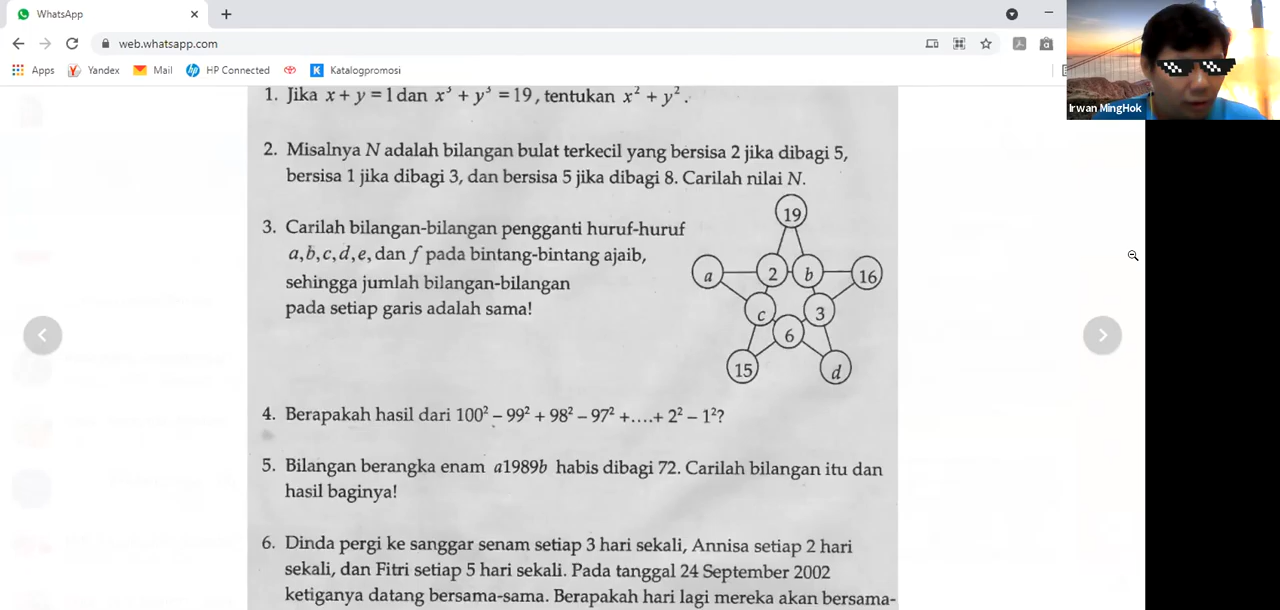 WhatsApp
web.whatsapp.com
Apps
Yandex
Mail
HP Connected
Katalogpromosi
Irwan MingHok
1. Jika x + y = 1 dan x³ + y³ = 19, tentukan x² + y².
2. Misalnya N adalah bilangan bulat terkecil yang bersisa 2 jika dibagi 5,
bersisa 1 jika dibagi 3, dan bersisa 5 jika dibagi 8. Carilah nilai N.
3. Carilah bilangan-bilangan pengganti huruf-huruf
a, b, c, d, e, dan f pada bintang-bintang ajaib,
sehingga jumlah bilangan-bilangan
pada setiap garis adalah sama!
19
a 2 b 16
c 3
6
15 d
4. Berapakah hasil dari 100² – 99² + 98² – 97² +....+ 2² – 1²?
5. Bilangan berangka enam a1989b habis dibagi 72. Carilah bilangan itu dan
hasil baginya!
6. Dinda pergi ke sanggar senam setiap 3 hari sekali, Annisa setiap 2 hari
sekali, dan Fitri setiap 5 hari sekali. Pada tanggal 24 September 2002
ketiganya datang bersama-sama. Berapakah hari lagi mereka akan bersama-